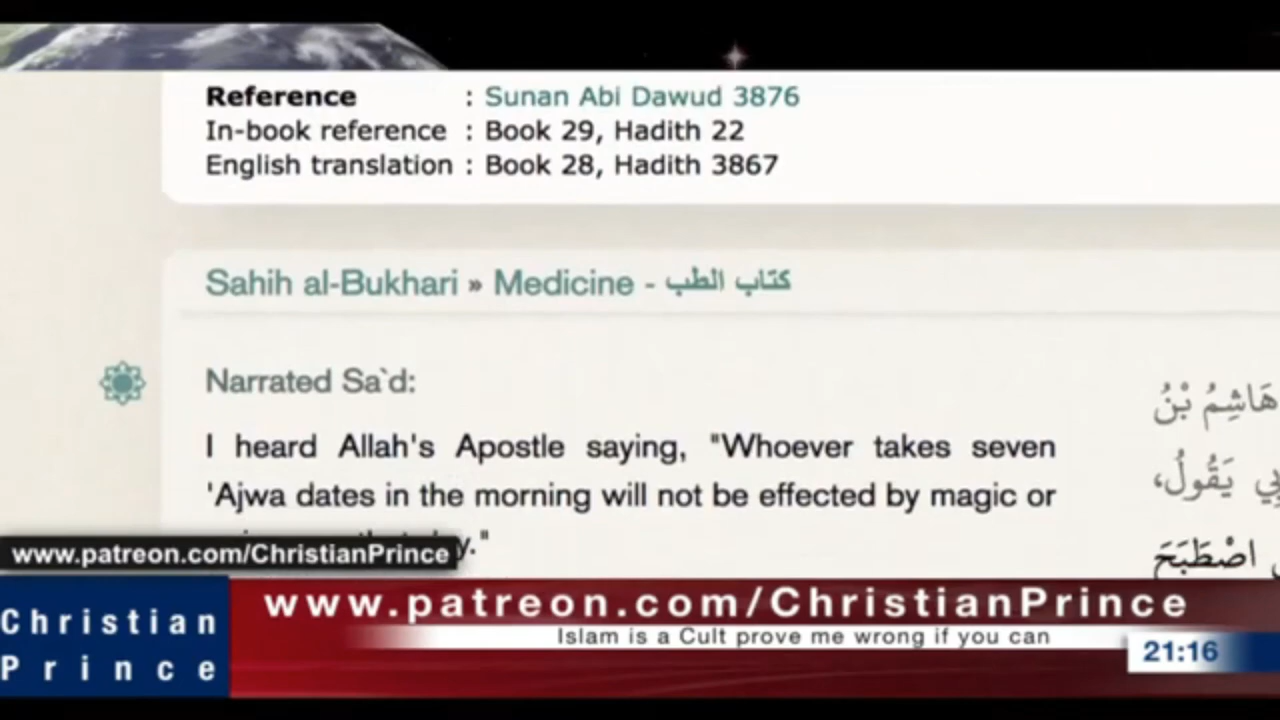 Reference : Sunan Abi Dawud 3876
In-book reference : Book 29, Hadith 22
English translation : Book 28, Hadith 3867
Sahih al-Bukhari » Medicine - كتاب الطب
Narrated Sa`d:
هَاشِمُ بْنُ
I heard Allah's Apostle saying, "Whoever takes seven
يَقُولُ،
'Ajwa dates in the morning will not be effected by magic or
اصْطَبَحَ
www.patreon.com/ChristianPrince
www.patreon.com/ChristianPrince
Islam is a Cult prove me wrong if you can
Christian
Prince
21:16